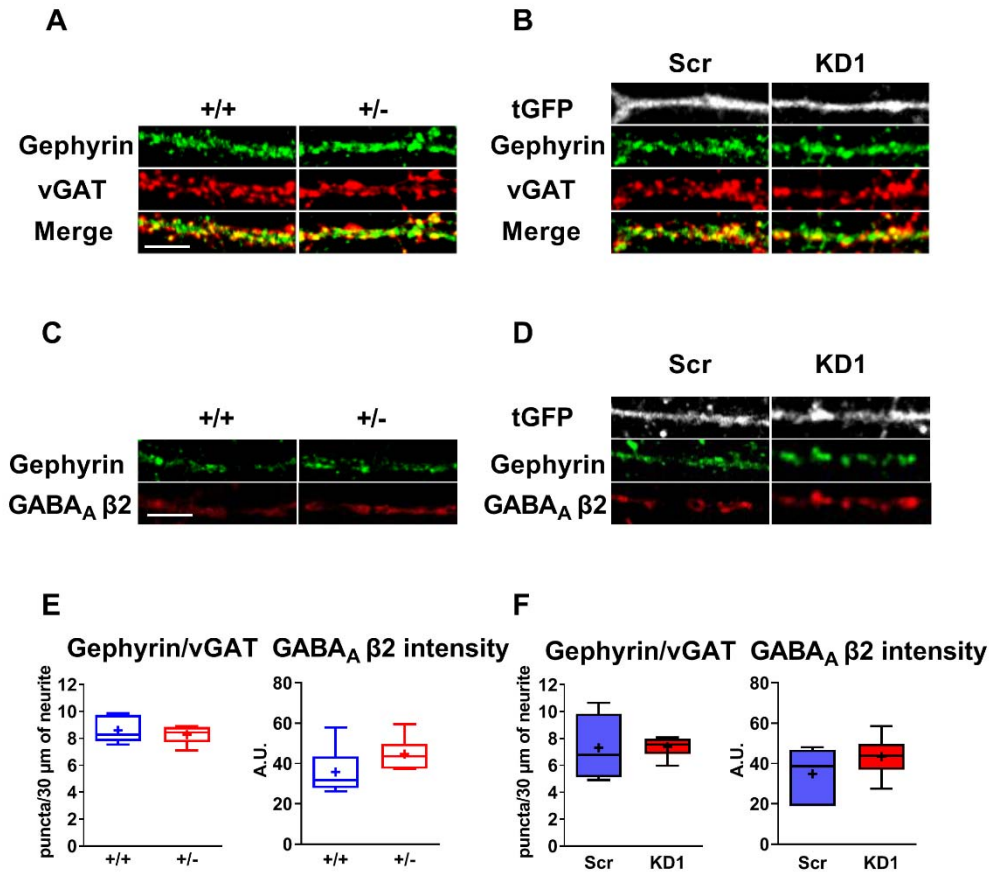 A
+/+ +/-
Gephyrin
vGAT
Merge
B
Scr KD1
tGFP
Gephyrin
vGAT
Merge
C
+/+ +/-
Gephyrin
GABAA β2
D
Scr KD1
tGFP
Gephyrin
GABAA β2
E
Gephyrin/vGAT
puncta/30 µm of neurite
12
10
8
6
4
2
0
+/+ +/-
GABAA β2 intensity
A.U.
80
60
40
20
0
+/+ +/-
F
Gephyrin/vGAT
puncta/30 µm of neurite
12
10
8
6
4
2
0
Scr KD1
GABAA β2 intensity
A.U.
80
60
40
20
0
Scr KD1